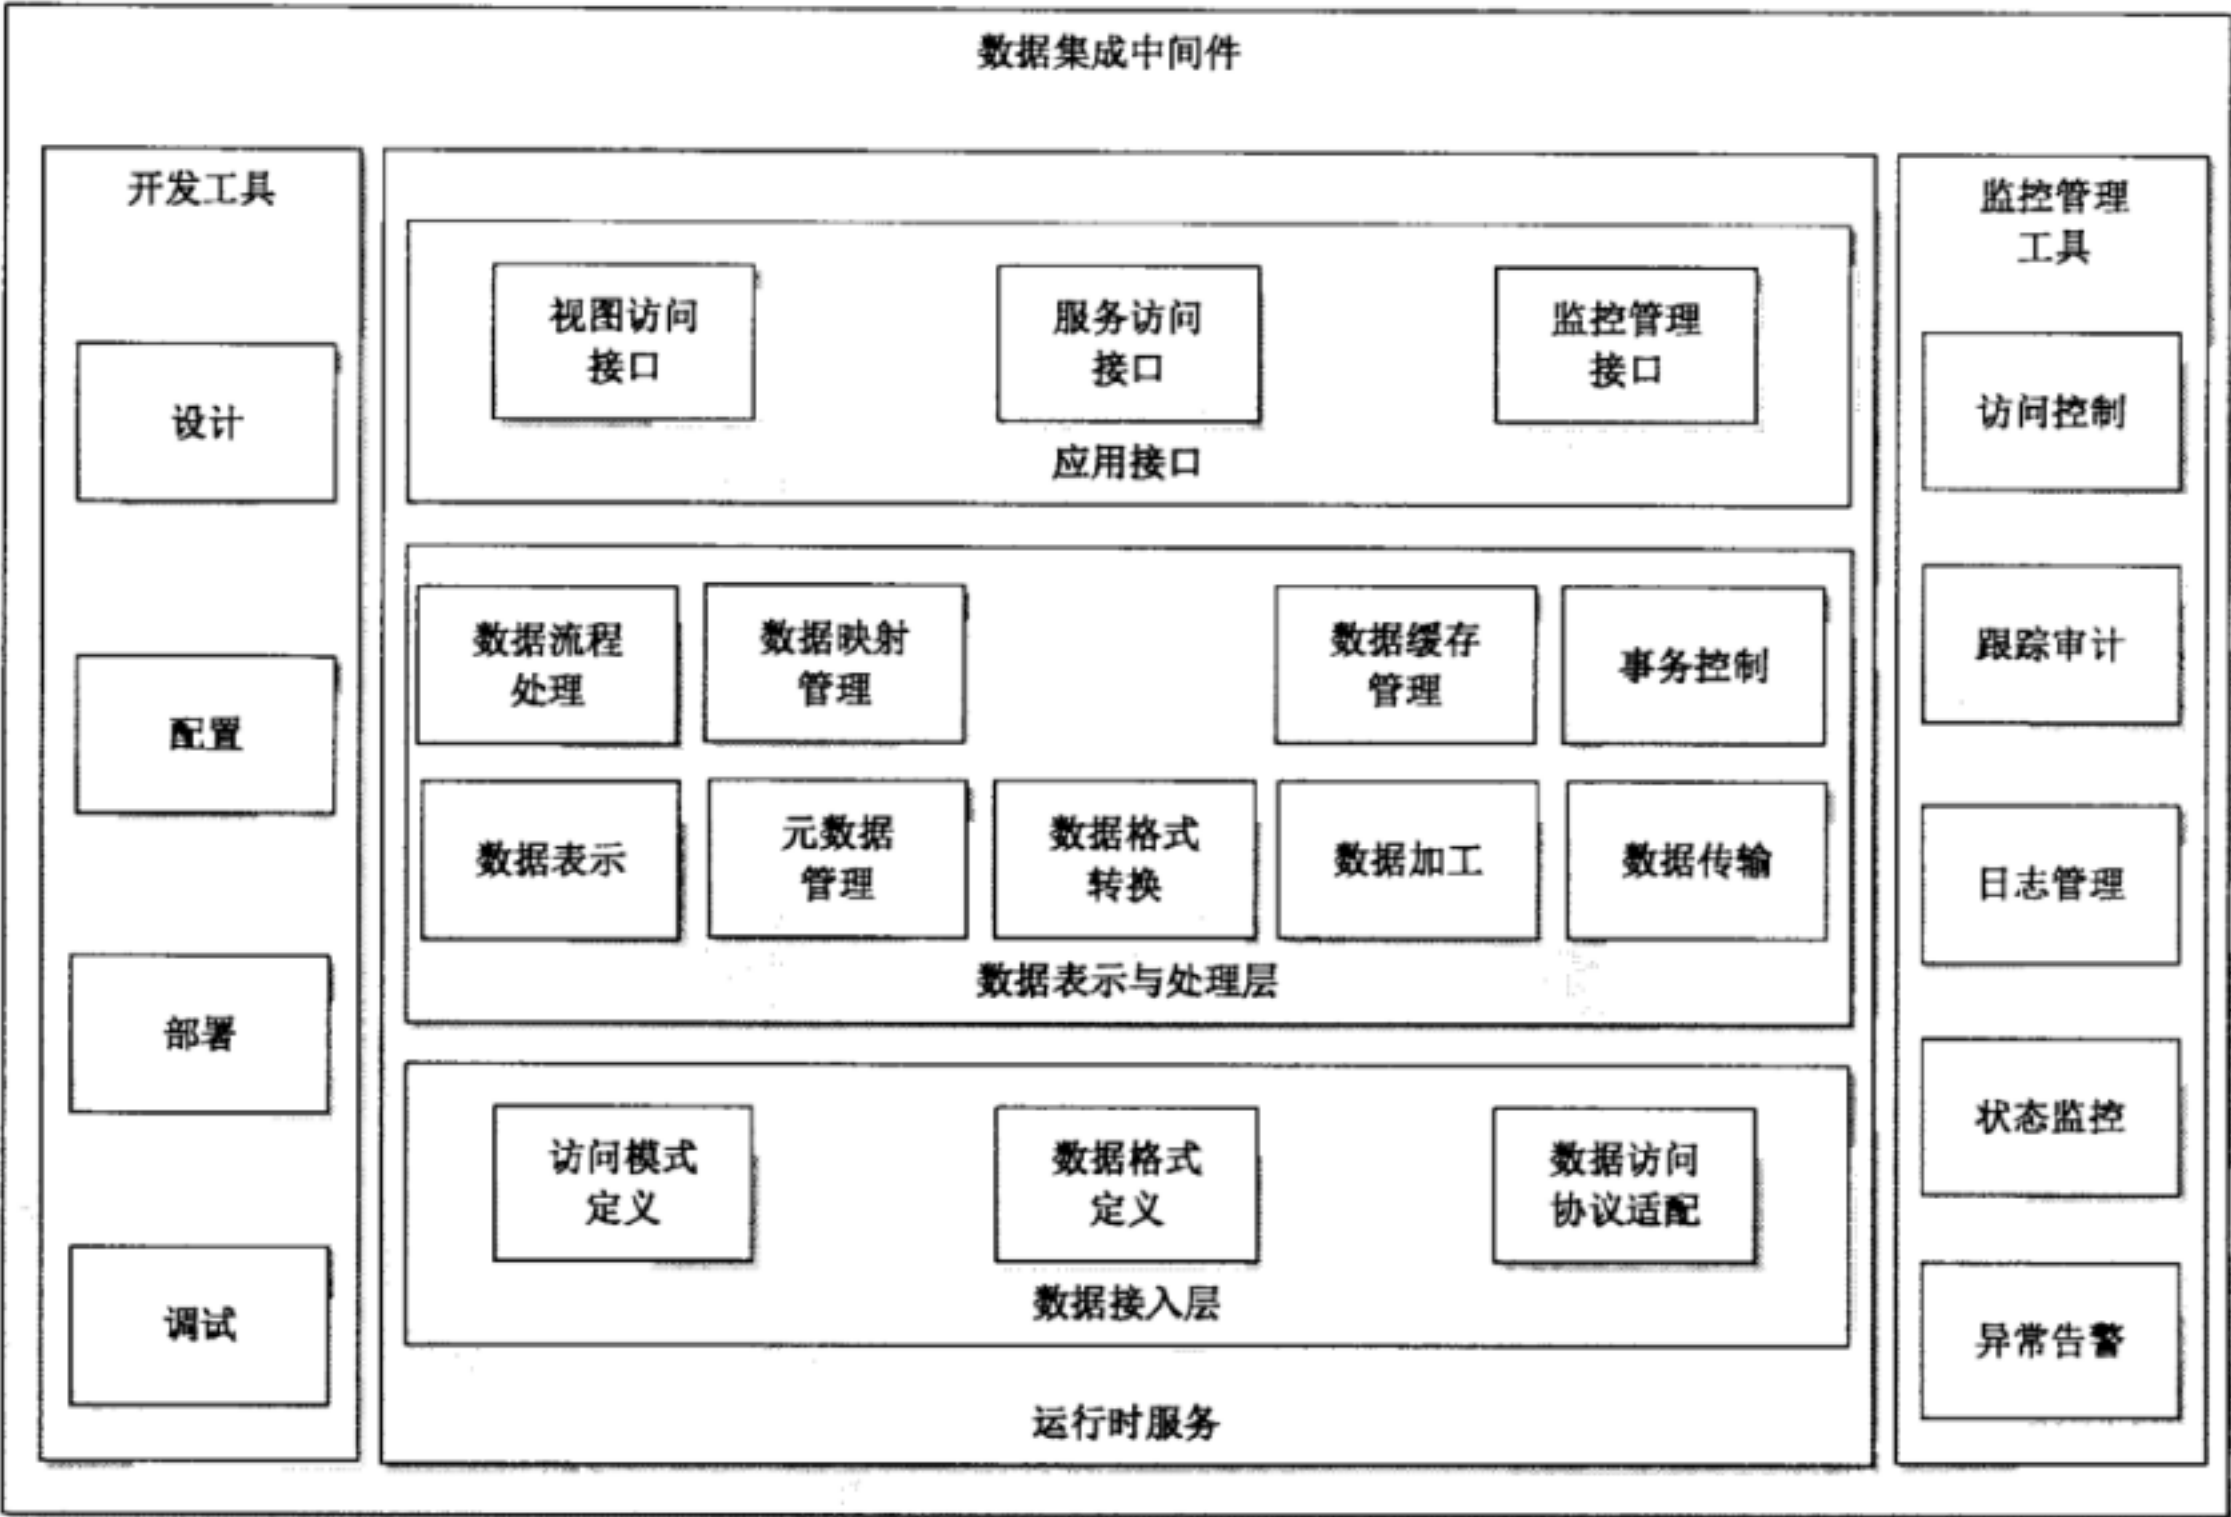 数据集成中间件
开发工具
设计
配置
部署
调试
视图访问
接口
服务访问
接口
监控管理
接口
应用接口
数据流程
处理
数据映射
管理
数据缓存
管理
事务控制
数据表示
元数据
管理
数据格式
转换
数据加工
数据传输
数据表示与处理层
访问模式
定义
数据格式
定义
数据访问
协议适配
数据接入层
运行时服务
监控管理
工具
访问控制
跟踪审计
日志管理
状态监控
异常告警